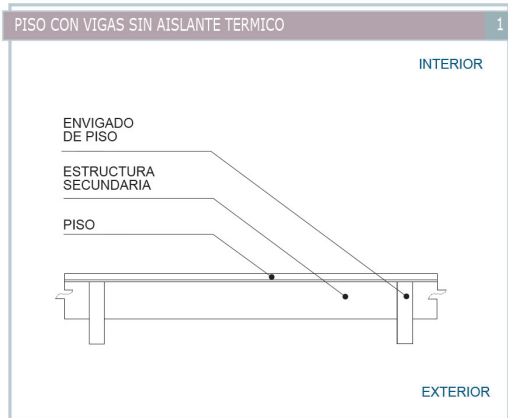 PISO CON VIGAS SIN AISLANTE TERMICO 1
INTERIOR
ENVIGADO
DE PISO
ESTRUCTURA
SECUNDARIA
PISO
EXTERIOR